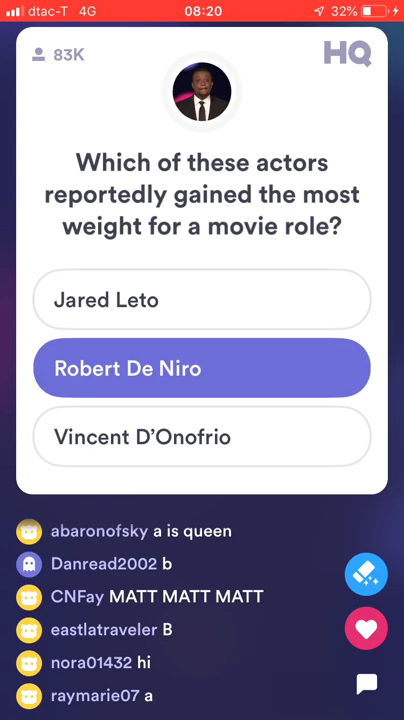 dtac-T 4G 08:20 32%
83K HQ
Which of these actors
reportedly gained the most
weight for a movie role?
Jared Leto
Robert De Niro
Vincent D'Onofrio
abaronofsky a is queen
Danread2002 b
CNFay MATT MATT MATT
eastlatraveler B
nora01432 hi
raymarie07 a